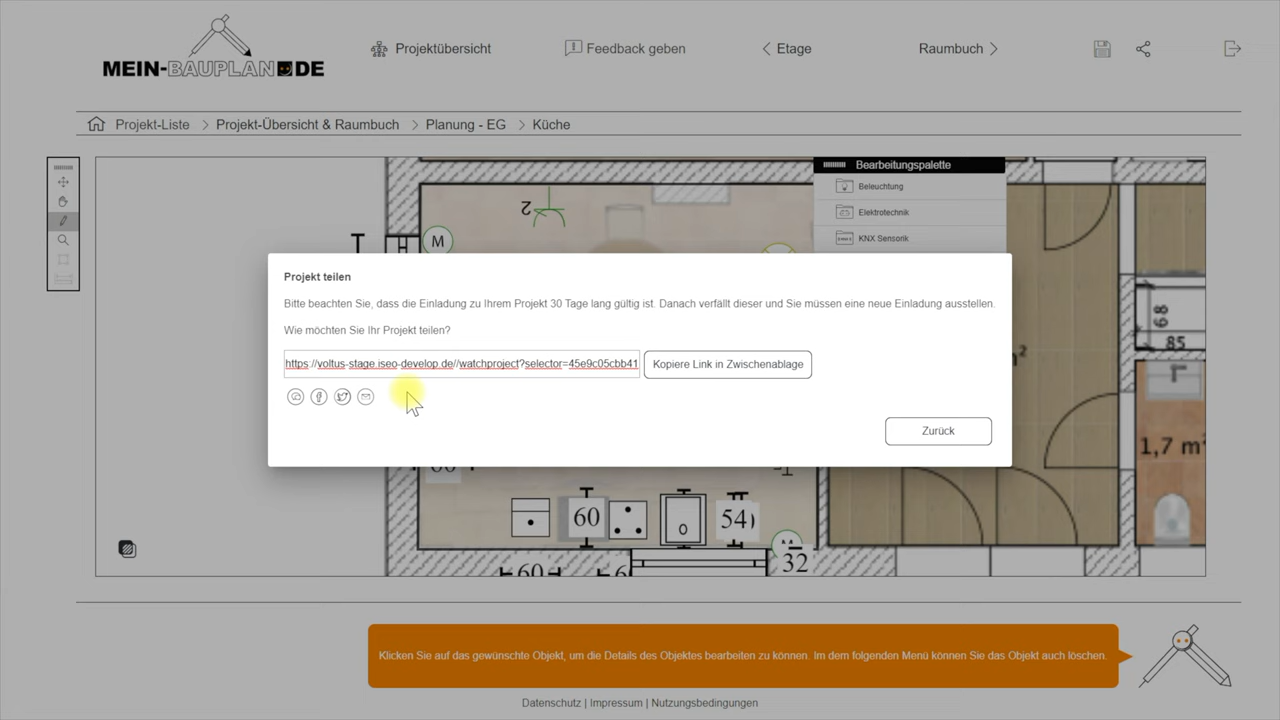 MEIN-BAUPLAN DE
Projektübersicht
Feedback geben
Etage
Raumbuch
Projekt-Liste > Projekt-Übersicht & Raumbuch > Planung - EG > Küche
Bearbeitungspalette
Beleuchtung
Elektrotechnik
KNX Sensorik
2
M
H
Projekt teilen
Bitte beachten Sie, dass die Einladung zu Ihrem Projekt 30 Tage lang gültig ist. Danach verfällt dieser und Sie müssen eine neue Einladung ausstellen.
Wie möchten Sie Ihr Projekt teilen?
https://voltus-stage.iseo-develop.de//watchproject?selector=45e9c05cbb41
Kopiere Link in Zwischenablage
Zurück
89
85
1,7 m²
60
54
32
60
Klicken Sie auf das gewünschte Objekt, um die Details des Objektes bearbeiten zu können. Im dem folgenden Menü können Sie das Objekt auch löschen.
Datenschutz | Impressum | Nutzungsbedingungen